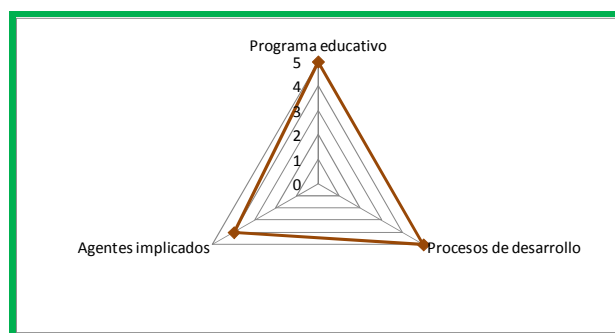 Programa educativo
5
4
3
2
1
0
Agentes implicados
Procesos de desarrollo